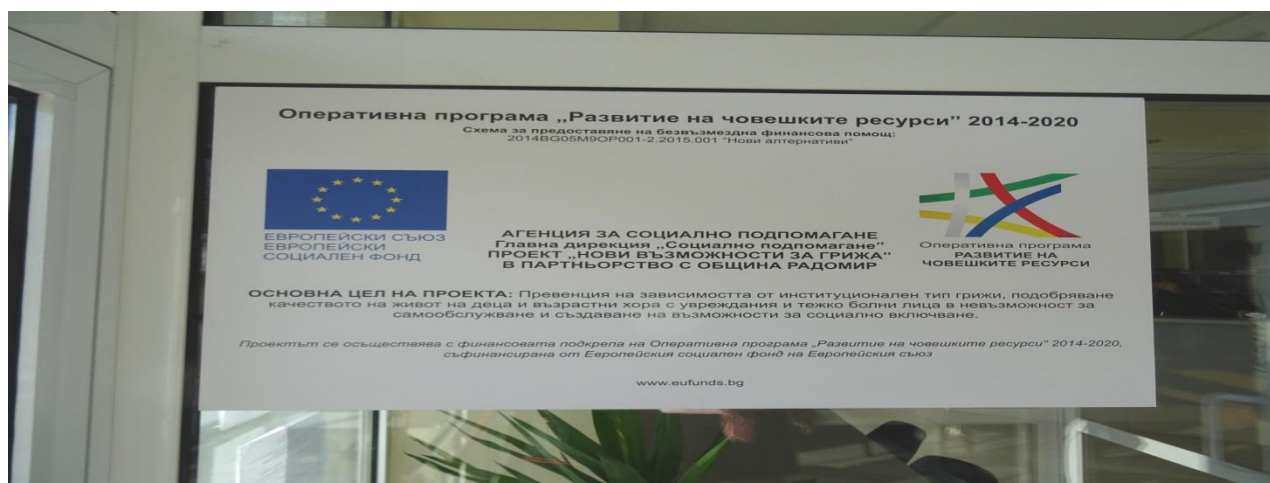 Оперативна програма „Развитие на човешките ресурси” 2014-2020
Схема за предоставяне на безвъзмездна финансова помощ:
2014BG05M9OP001-2.2015.001 "Нови алтернативи"
ЕВРОПЕЙСКИ СЪЮЗ
ЕВРОПЕЙСКИ
СОЦИАЛЕН ФОНД
АГЕНЦИЯ ЗА СОЦИАЛНО ПОДПОМАГАНЕ
Главна дирекция „Социално подпомагане”
ПРОЕКТ „НОВИ ВЪЗМОЖНОСТИ ЗА ГРИЖА”
В ПАРТНЬОРСТВО С ОБЩИНА РАДОМИР
Оперативна програма
РАЗВИТИЕ НА
ЧОВЕШКИТЕ РЕСУРСИ
ОСНОВНА ЦЕЛ НА ПРОЕКТА: Превенция на зависимостта от институционален тип грижи, подобряване
качеството на живот на деца и възрастни хора с увреждания и тежко болни лица в невъзможност за
самообслужване и създаване на възможности за социално включване.
Проектът се осъществява с финансовата подкрепа на Оперативна програма „Развитие на човешките ресурси” 2014-2020,
съфинансирана от Европейския социален фонд на Европейския съюз
www.eufunds.bg